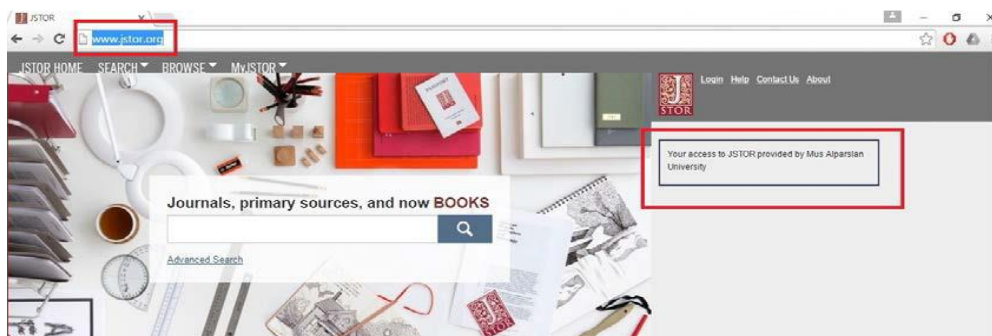 JSTOR
www.jstor.org
JSTOR HOME SEARCH BROWSE MyJSTOR
JSTOR
Login Help Contact Us About
Your access to JSTOR provided by Mus Alparslan
University
Journals, primary sources, and now BOOKS
Advanced Search
PASSPORT